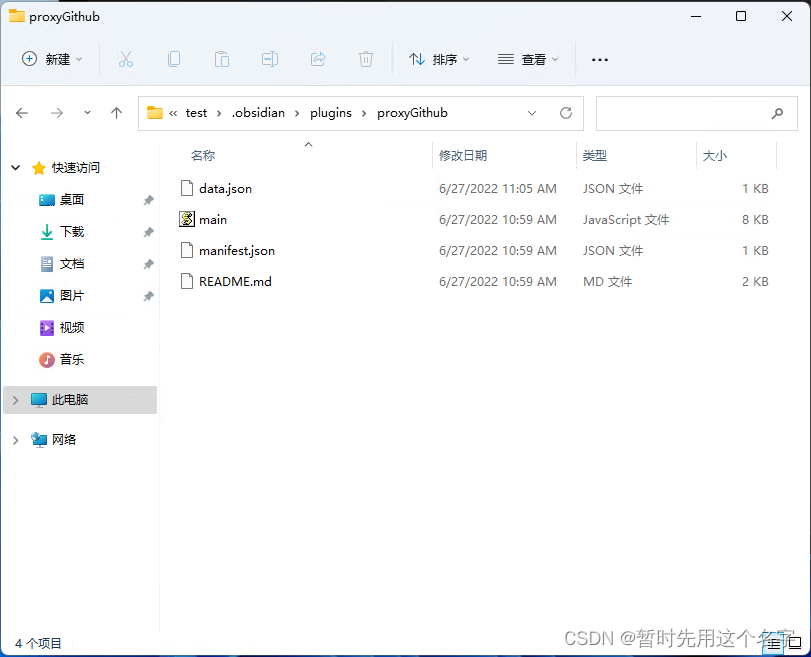 proxyGithub
新建
排序
查看
« test › .obsidian › plugins › proxyGithub
快速访问
桌面
下载
文档
图片
视频
音乐
此电脑
网络
名称 修改日期 类型 大小
data.json 6/27/2022 11:05 AM JSON 文件 1 KB
main 6/27/2022 10:59 AM JavaScript 文件 8 KB
manifest.json 6/27/2022 10:59 AM JSON 文件 1 KB
README.md 6/27/2022 10:59 AM MD 文件 2 KB
4 个项目
CSDN @暂时先用这个名字